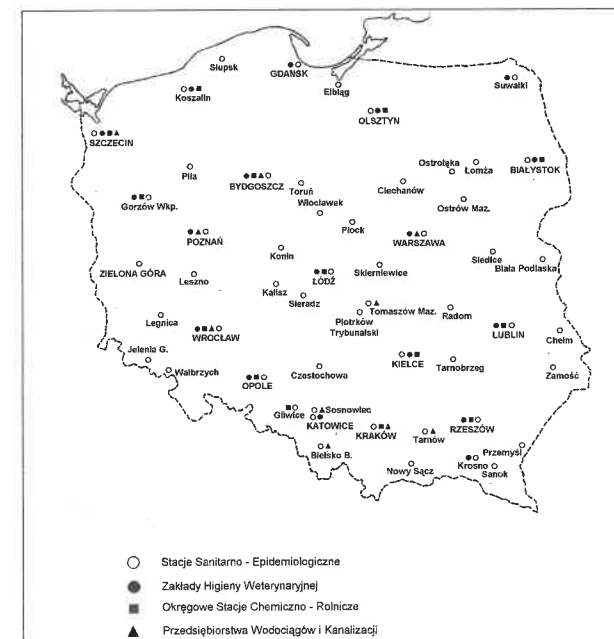 Słupsk
GDAŃSK
Elbląg
Suwałki
Koszalin
OLSZTYN
SZCZECIN
Piła
BYDGOSZCZ
Toruń
Włocławek
Ciechanów
Ostrołęka
Łomża
BIAŁYSTOK
Gorzów Wkp.
Ostrów Maz.
Płock
POZNAŃ
WARSZAWA
Konin
Siedlce
Biała Podlaska
ZIELONA GÓRA
Leszno
Kalisz
ŁÓDŹ
Skierniewice
Sieradz
Tomaszów Maz.
Piotrków
Trybunalski
Radom
Legnica
WROCŁAW
LUBLIN
Chełm
Jelenia G.
Wałbrzych
OPOLE
Częstochowa
KIELCE
Tarnobrzeg
Zamość
Gliwice
Sosnowiec
KATOWICE
KRAKÓW
Tarnów
RZESZÓW
Przemyśl
Bielsko B.
Nowy Sącz
Krosno
Sanok
Stacje Sanitarno - Epidemiologiczne
Zakłady Higieny Weterynaryjnej
Okręgowe Stacje Chemiczno - Rolnicze
Przedsiębiorstwa Wodociągów i Kanalizacji